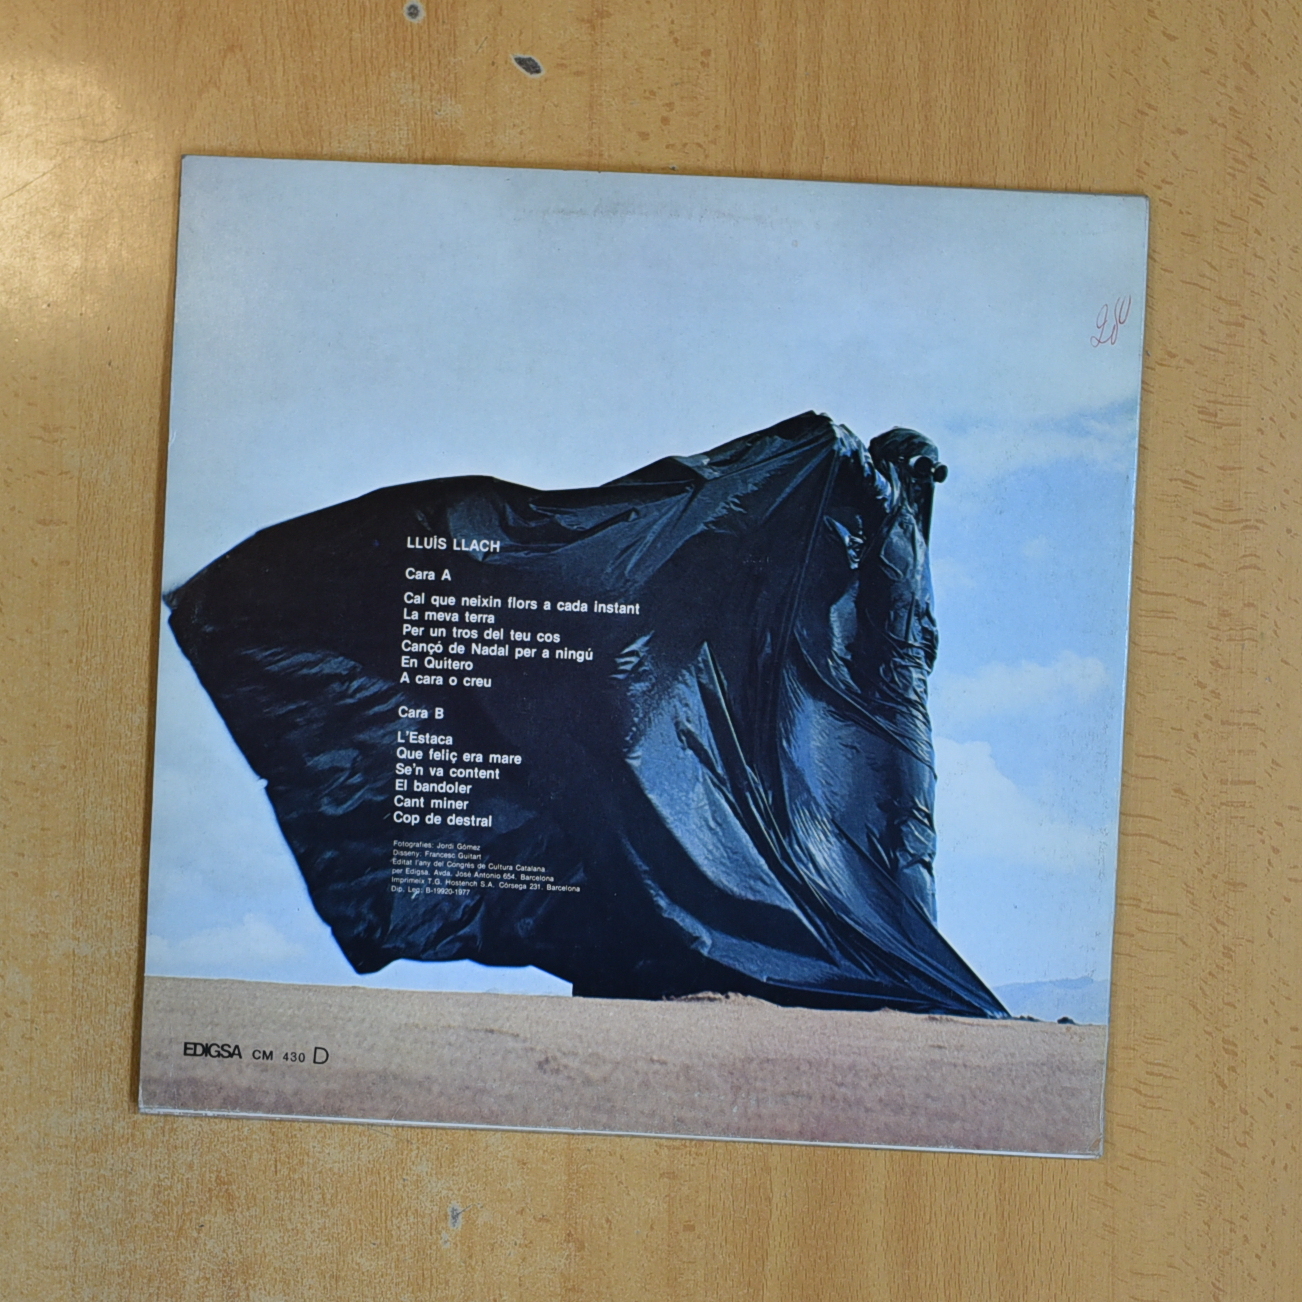 280
LLUÍS LLACH
Cara A
Cal que neixin flors a cada instant
La meva terra
Per un tros del teu cos
Cançó de Nadal per a ningú
En Quitero
A cara o creu
Cara B
L'Estaca
Que feliç era mare
Se'n va content
El bandoler
Cant miner
Cop de destral
Fotografies: Jordi Gómez
Disseny: Francesc Guitart
Editat l'any del Congrés de Cultura Catalana
per Edigsa. Avda. José Antonio 654. Barcelona
Imprimeix T.G. Hostench S.A. Córsega 231. Barcelona
Dip. Leg.: B-19920-1977
EDIGSA CM 430 D